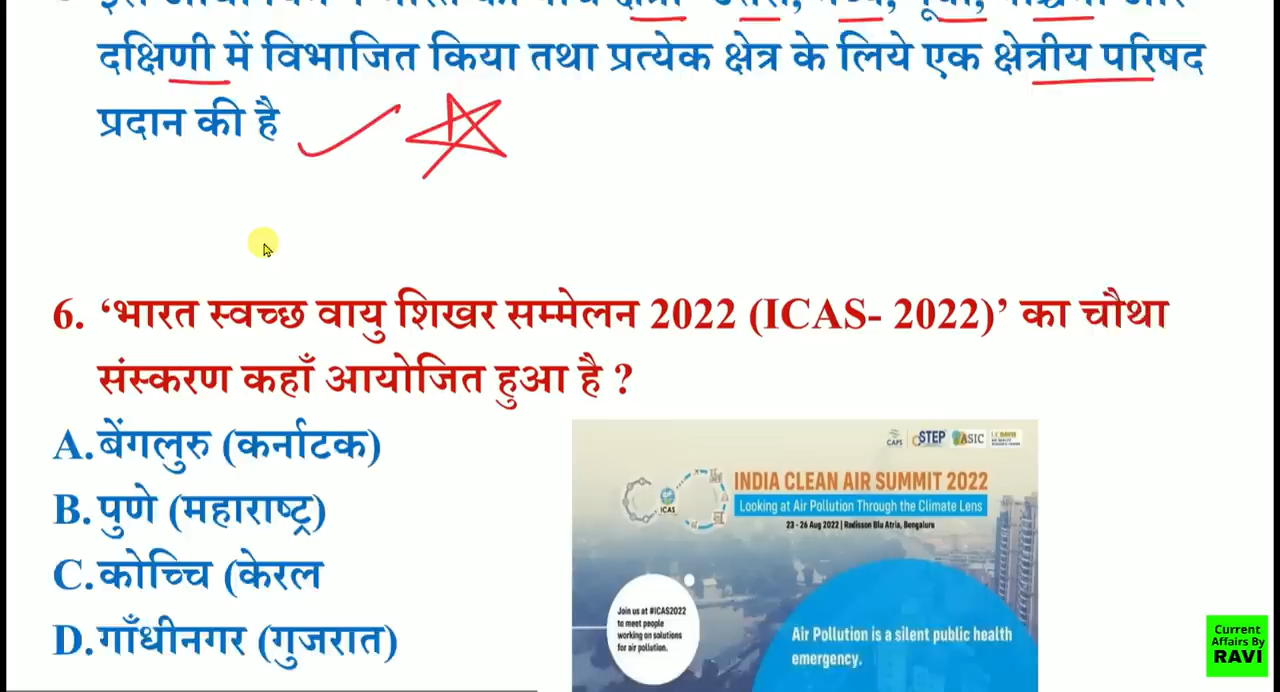 दक्षिणी में विभाजित किया तथा प्रत्येक क्षेत्र के लिये एक क्षेत्रीय परिषद
प्रदान की है
6. ‘भारत स्वच्छ वायु शिखर सम्मेलन 2022 (ICAS- 2022)’ का चौथा
संस्करण कहाँ आयोजित हुआ है ?
A. बेंगलुरु (कर्नाटक)
B. पुणे (महाराष्ट्र)
C. कोच्चि (केरल
D. गाँधीनगर (गुजरात)
CAPS STEP ASIC
INDIA CLEAN AIR SUMMIT 2022
Looking at Air Pollution Through the Climate Lens
23 - 26 Aug 2022 | Radisson Blu Atria, Bengaluru
ICAS
Join us at #ICAS2022
to meet people
working on solutions
for air pollution.
Air Pollution is a silent public health
emergency.
Current
Affairs By
RAVI